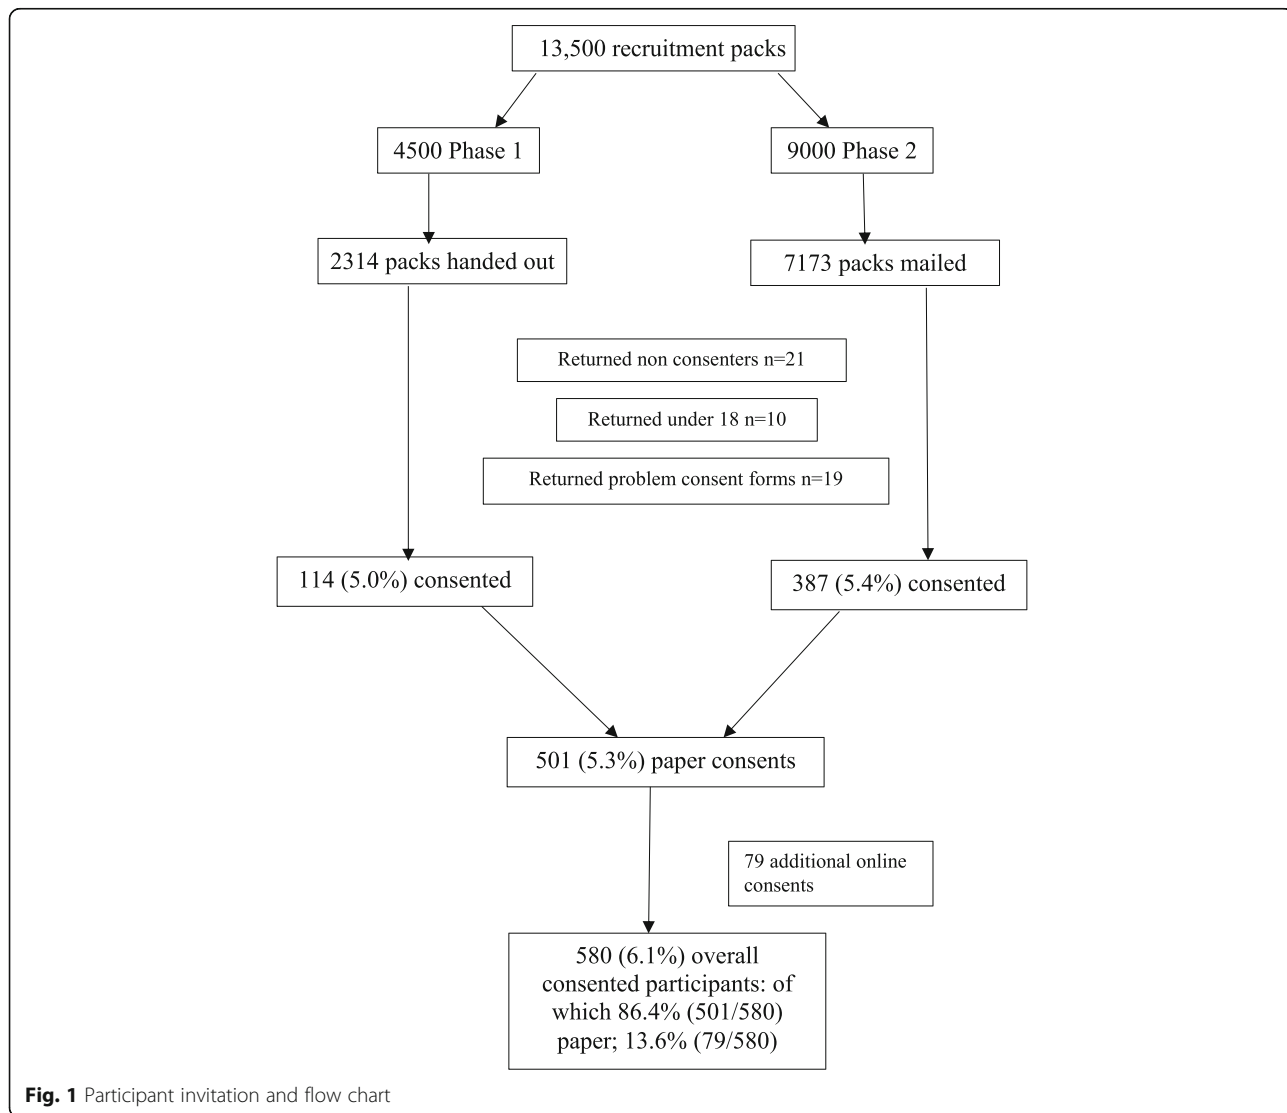 13,500 recruitment packs
4500 Phase 1
9000 Phase 2
2314 packs handed out
7173 packs mailed
Returned non consenters n=21
Returned under 18 n=10
Returned problem consent forms n=19
114 (5.0%) consented
387 (5.4%) consented
501 (5.3%) paper consents
79 additional online
consents
580 (6.1%) overall
consented participants: of
which 86.4% (501/580)
paper; 13.6% (79/580)
Fig. 1 Participant invitation and flow chart